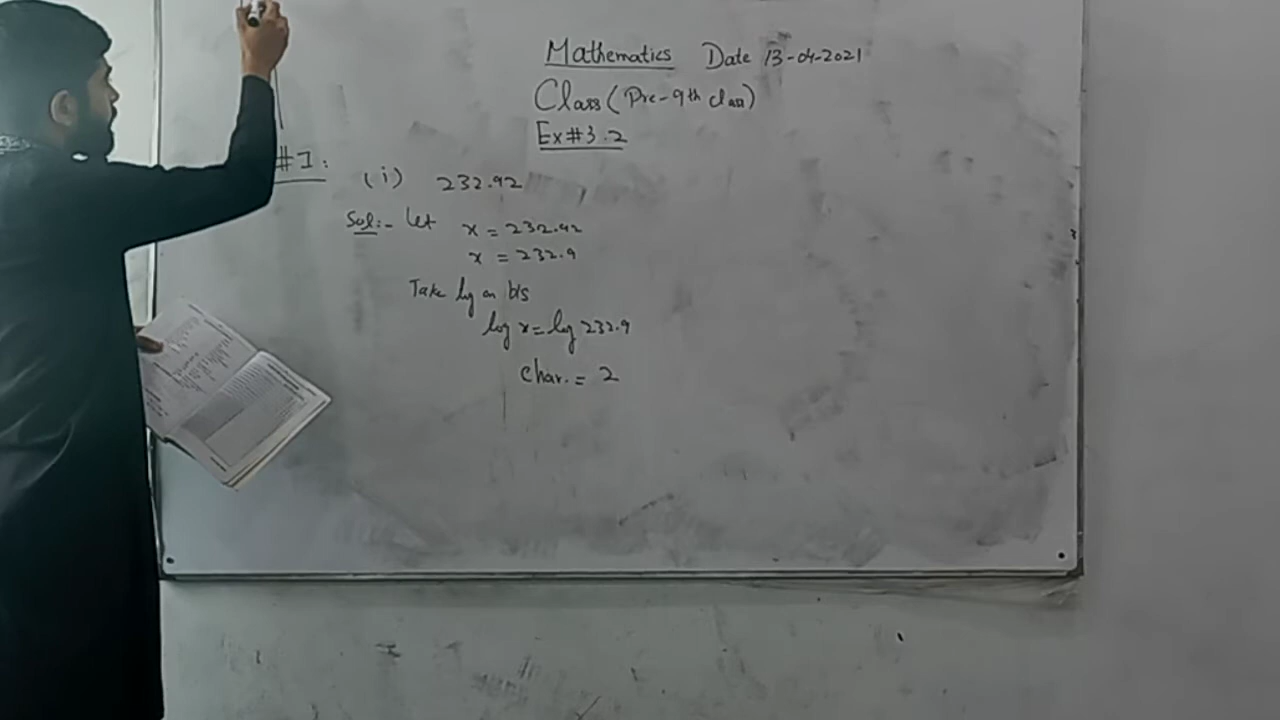 Mathematics Date 13-04-2021
Class (Pre-9th class)
Ex#3.2
#1:
(i) 232.92
Sol:- Let x = 232.92
x = 232.9
Take log on b/s
log x = log 232.9
Char. = 2